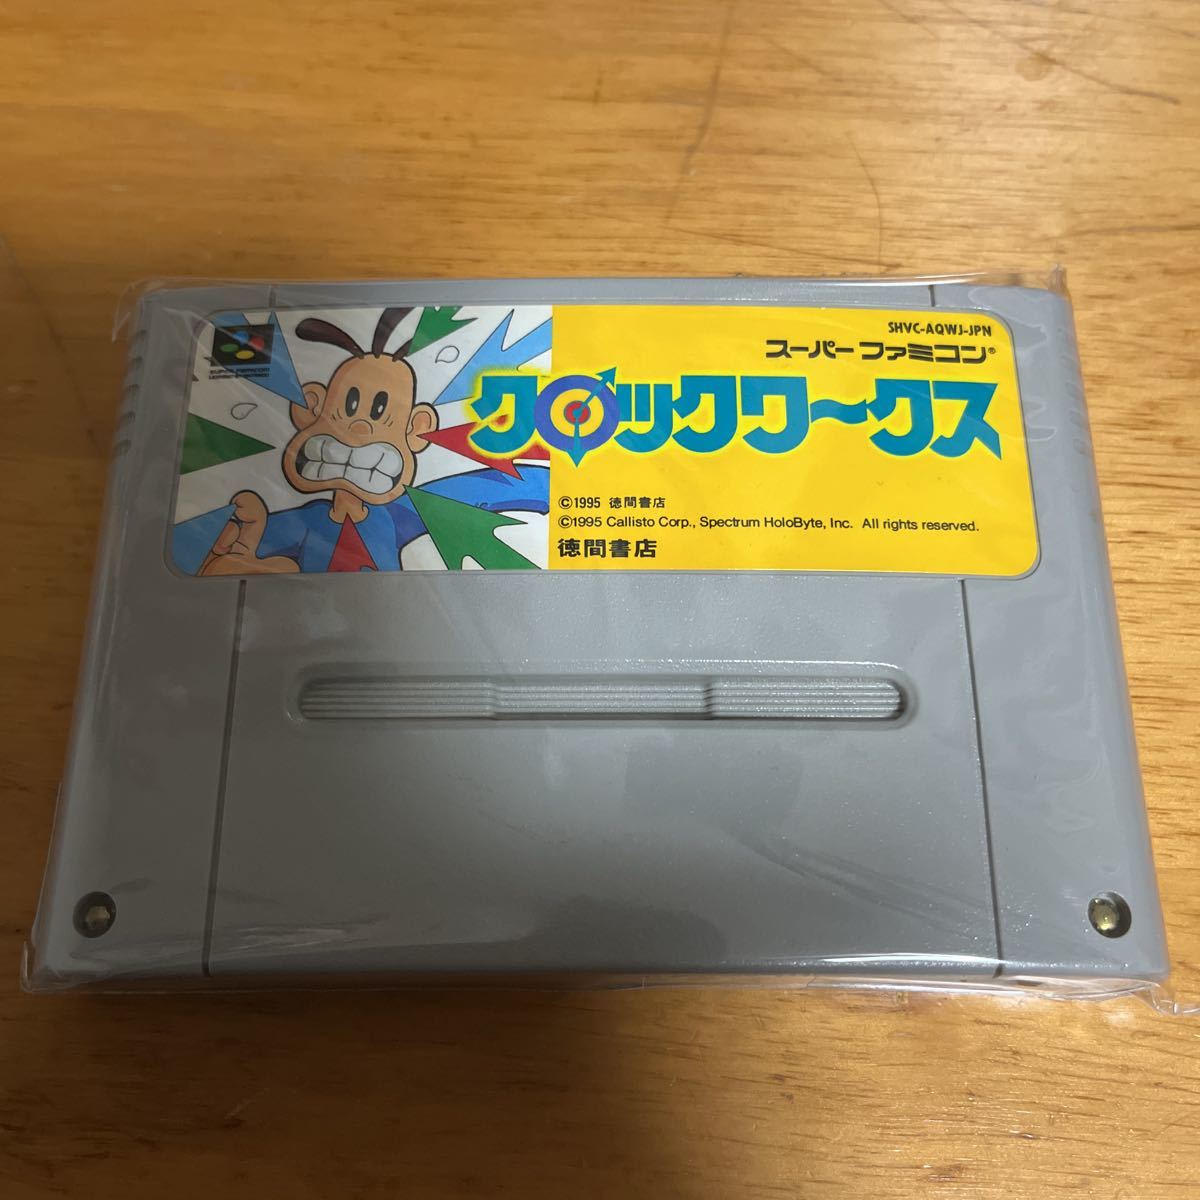 SHVC-AQWJ-JPN
スーパーファミコン®
クロックワークス
©1995 徳間書店
©1995 Callisto Corp., Spectrum HoloByte, Inc. All rights reserved.
徳間書店
SUPER FAMICOM